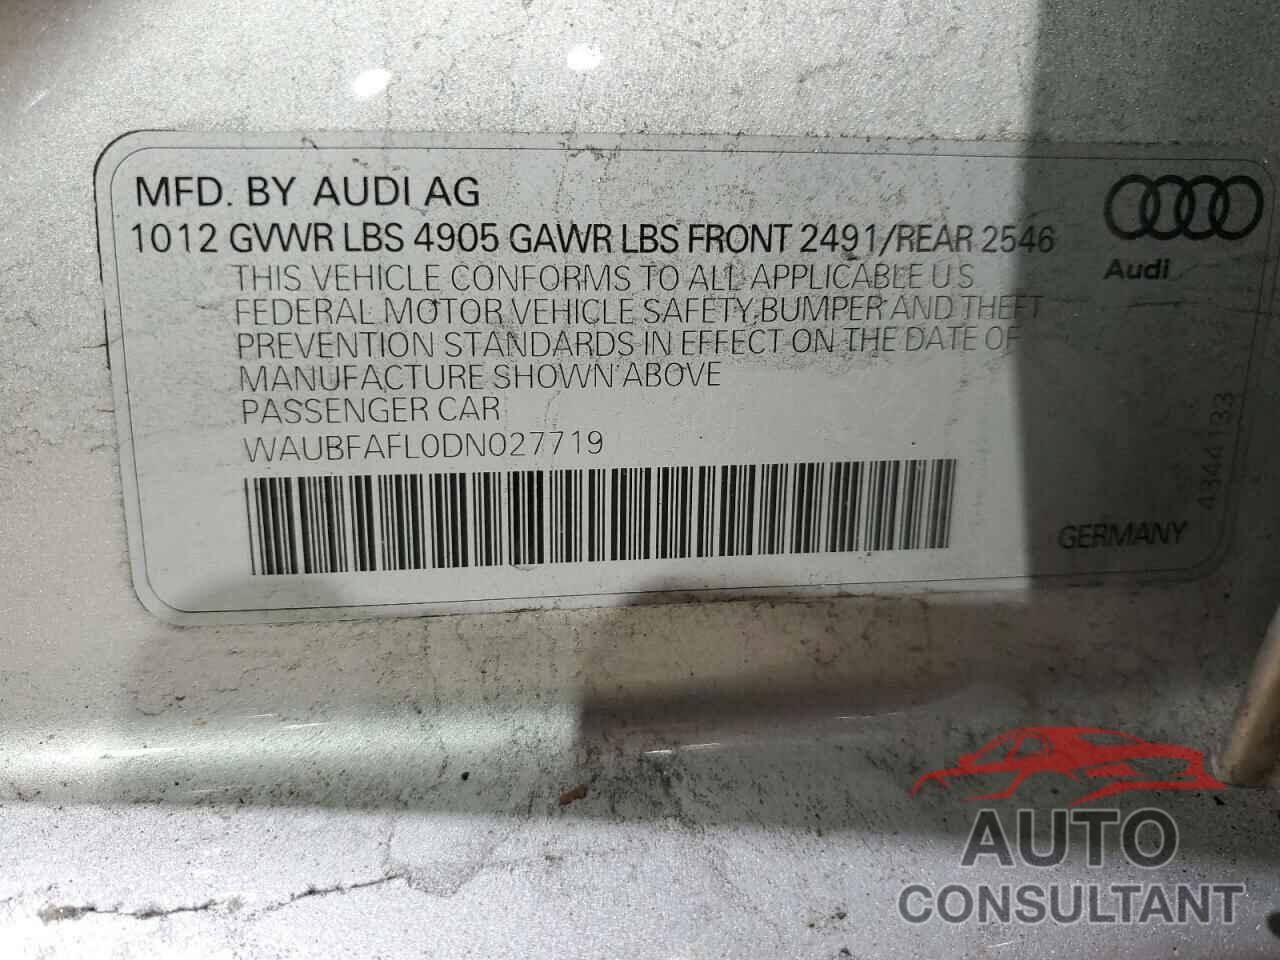 MFD. BY AUDI AG
1012 GVWR LBS 4905 GAWR LBS FRONT 2491/REAR 2546
Audi
THIS VEHICLE CONFORMS TO ALL APPLICABLE U S
FEDERAL MOTOR VEHICLE SAFETY,BUMPER AND THEFT
PREVENTION STANDARDS IN EFFECT ON THE DATE OF
MANUFACTURE SHOWN ABOVE
PASSENGER CAR
WAUBFAFL0DN027719
4344133
GERMANY
AUTO
CONSULTANT